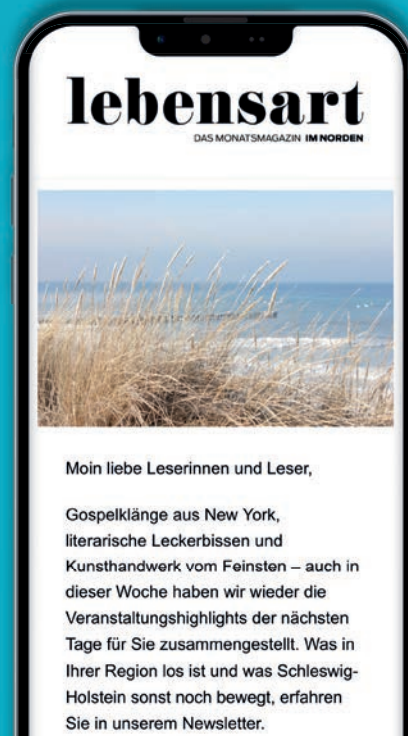 lebensart
DAS MONATSMAGAZIN IM NORDEN
Moin liebe Leserinnen und Leser,
Gospelklänge aus New York,
literarische Leckerbissen und
Kunsthandwerk vom Feinsten – auch in
dieser Woche haben wir wieder die
Veranstaltungshighlights der nächsten
Tage für Sie zusammengestellt. Was in
Ihrer Region los ist und was Schleswig-
Holstein sonst noch bewegt, erfahren
Sie in unserem Newsletter.